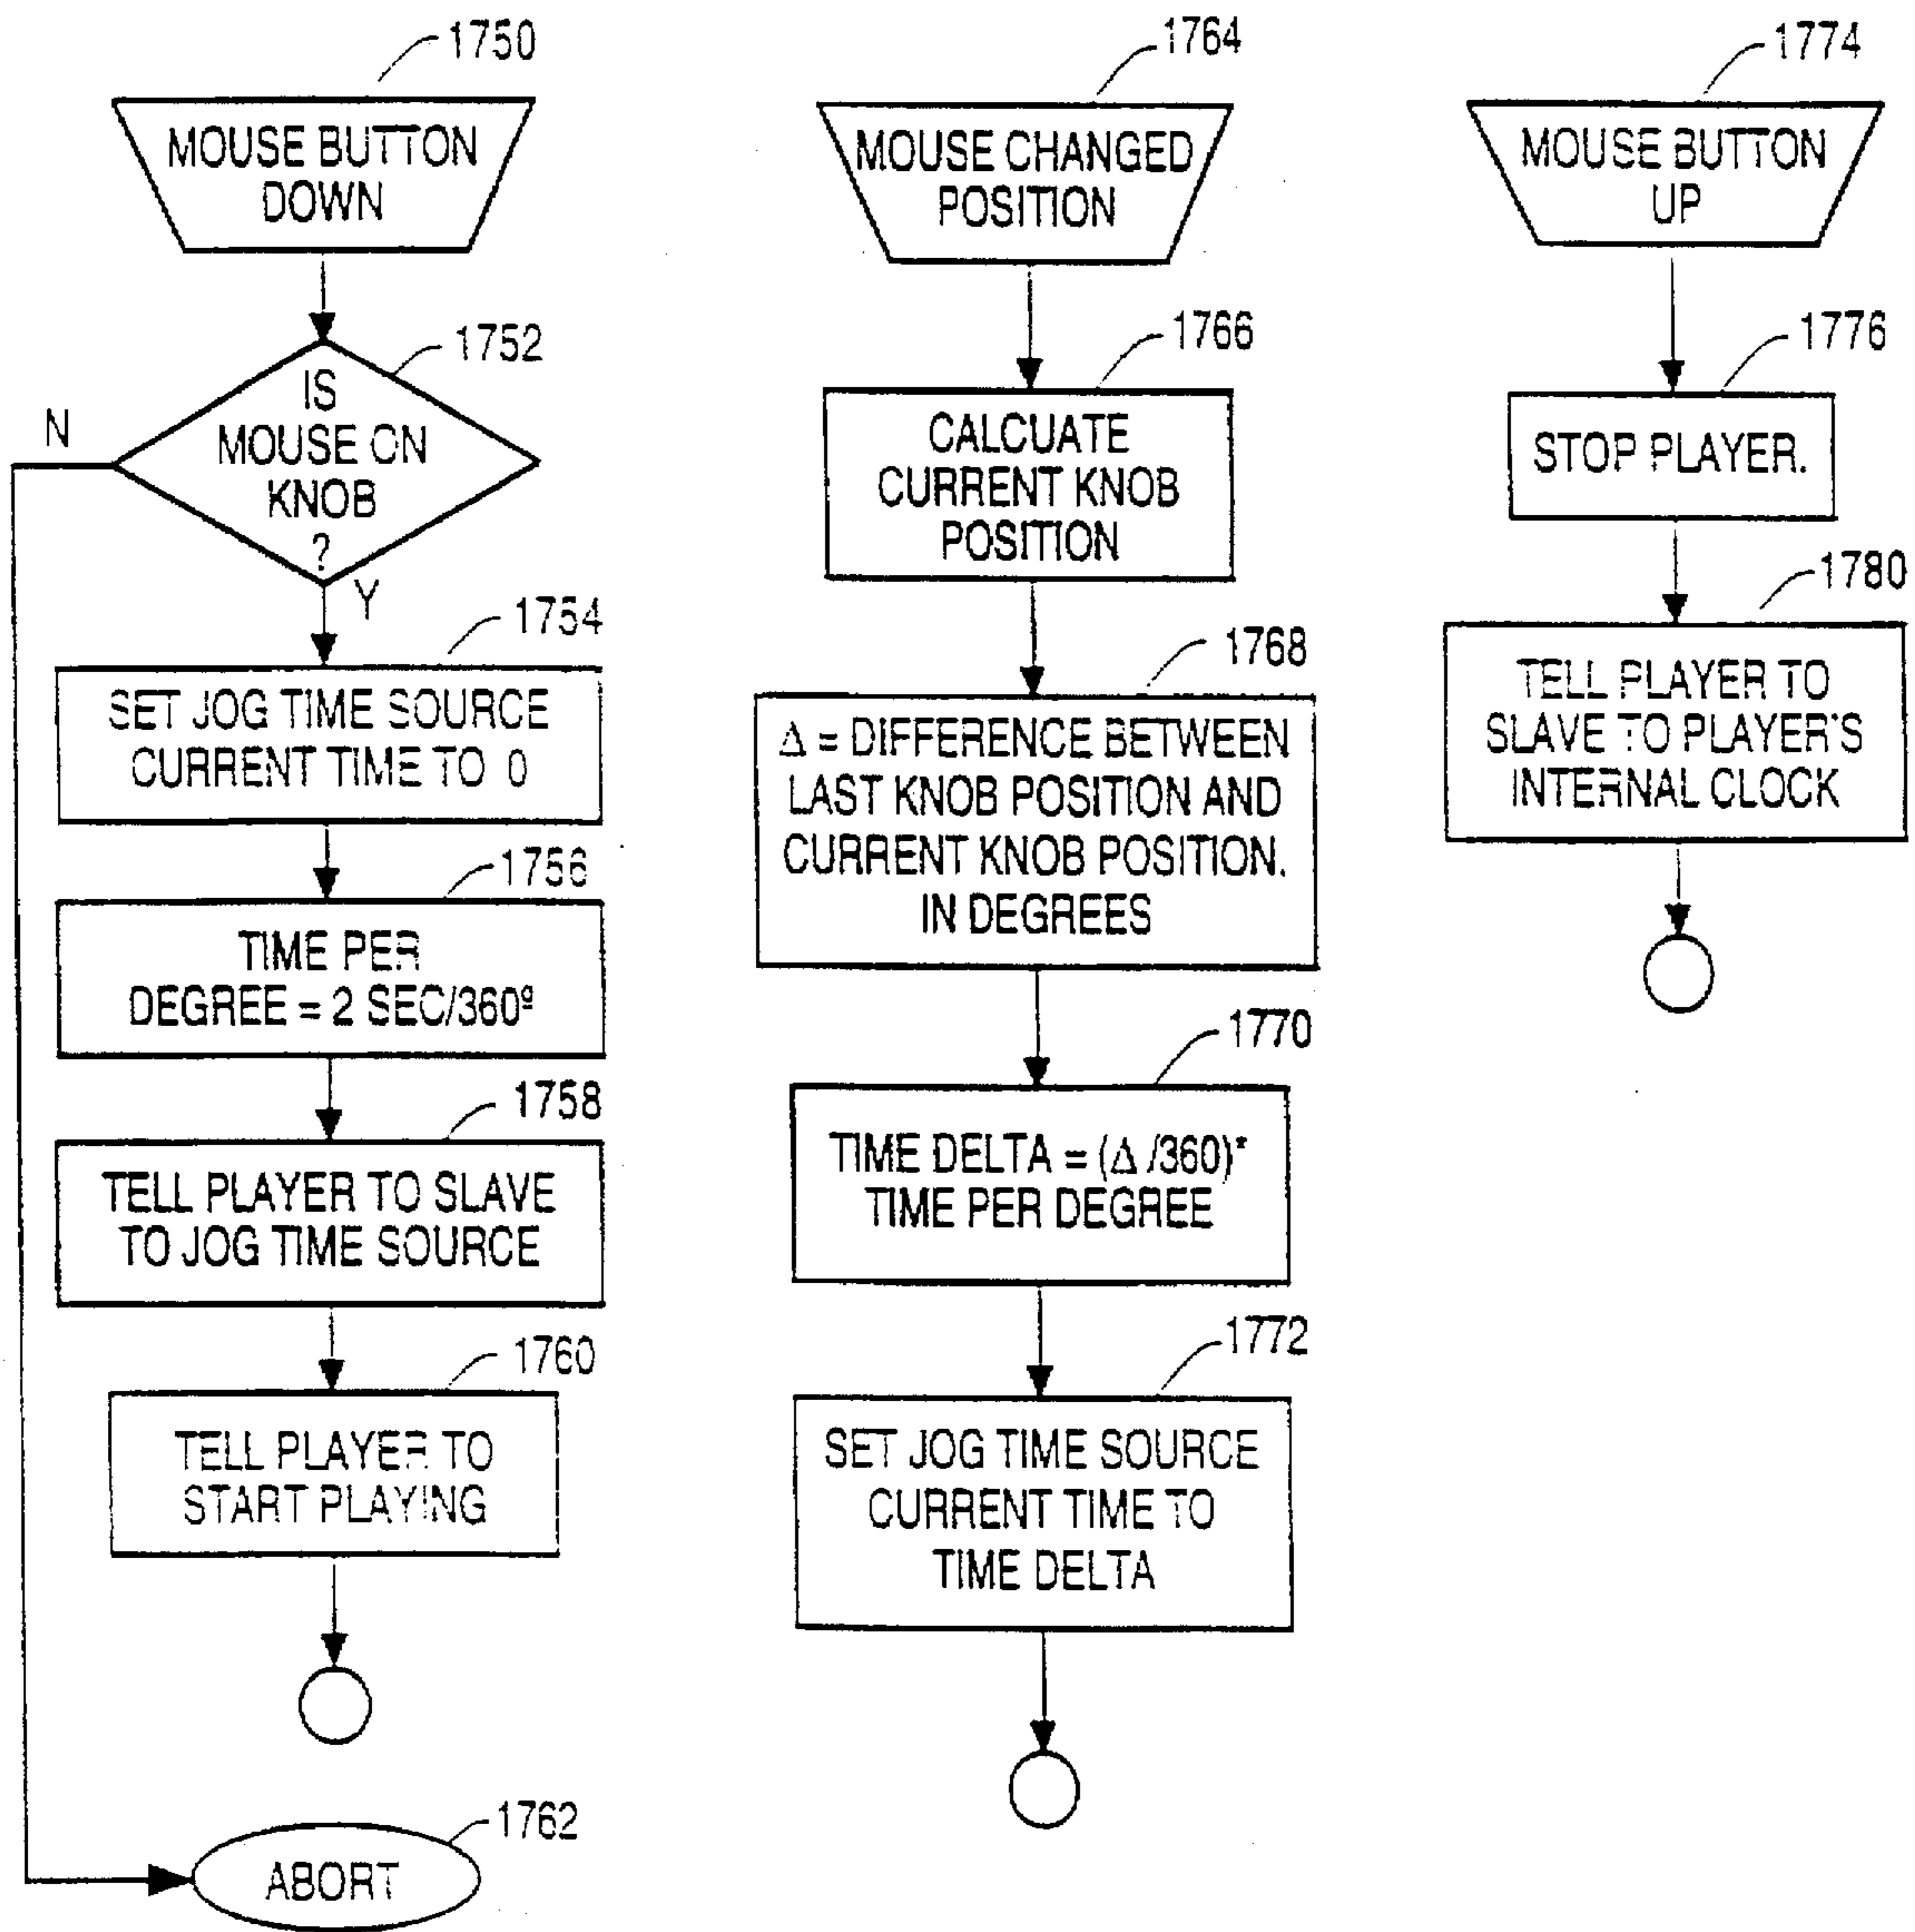 1750
MOUSE BUTTON
DOWN
1752
IS
MOUSE ON
KNOB
?
N
Y
1754
SET JOG TIME SOURCE
CURRENT TIME TO 0
1756
TIME PER
DEGREE = 2 SEC/360º
1758
TELL PLAYER TO SLAVE
TO JOG TIME SOURCE
1760
TELL PLAYER TO
START PLAYING
1762
ABORT
1764
MOUSE CHANGED
POSITION
1766
CALCUATE
CURRENT KNOB
POSITION
1768
Δ = DIFFERENCE BETWEEN
LAST KNOB POSITION AND
CURRENT KNOB POSITION.
IN DEGREES
1770
TIME DELTA = (Δ /360)*
TIME PER DEGREE
1772
SET JOG TIME SOURCE
CURRENT TIME TO
TIME DELTA
1774
MOUSE BUTTON
UP
1776
STOP PLAYER.
1780
TELL PLAYER TO
SLAVE TO PLAYER'S
INTERNAL CLOCK